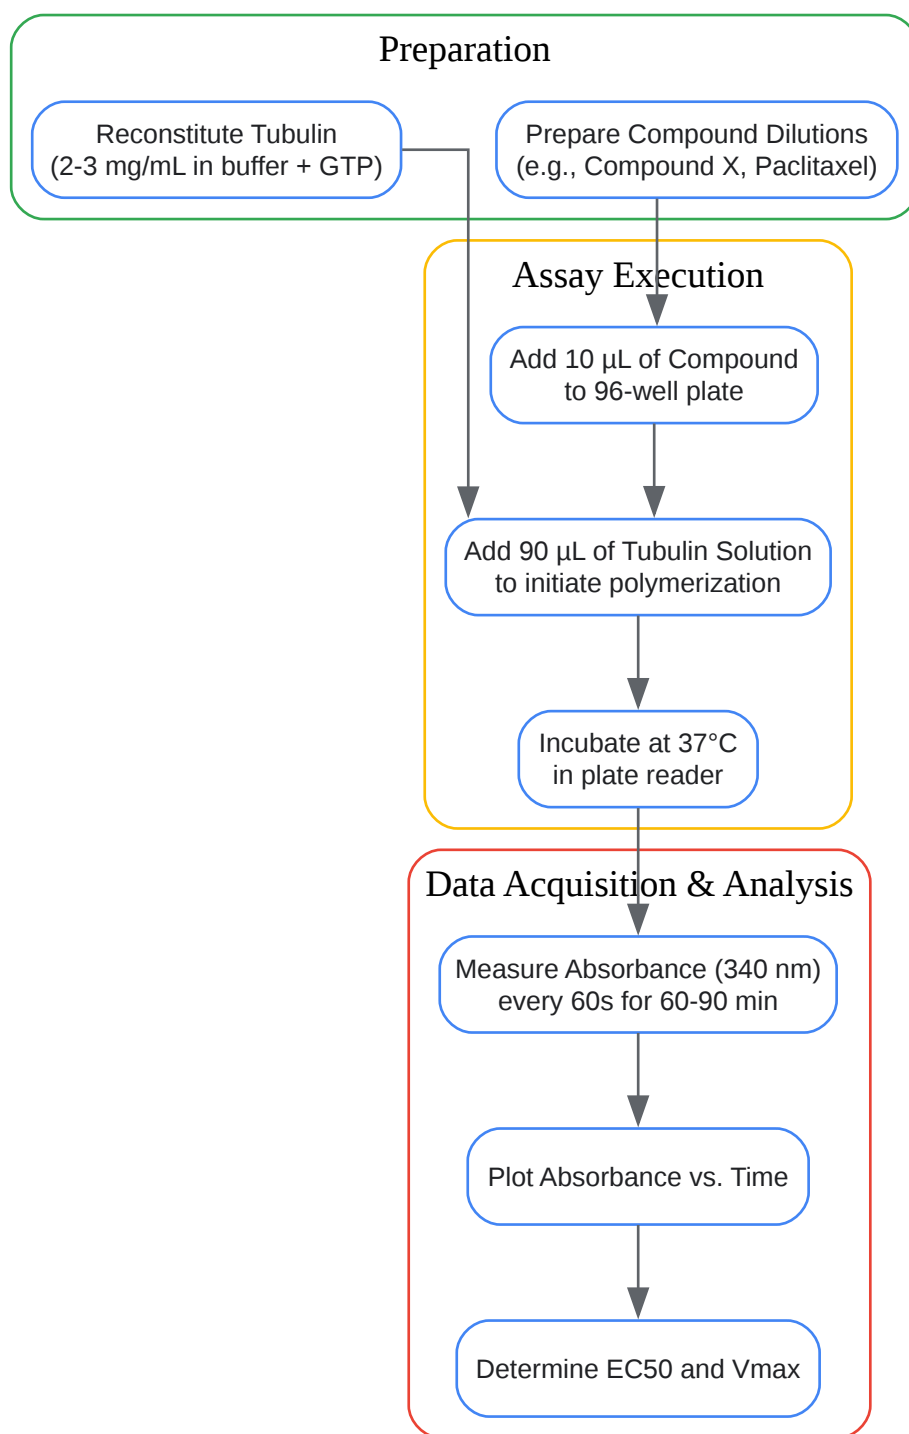 Preparation
Reconstitute Tubulin
(2-3 mg/mL in buffer + GTP)
Prepare Compound Dilutions
(e.g., Compound X, Paclitaxel)
Assay Execution
Add 10 µL of Compound
to 96-well plate
Add 90 µL of Tubulin Solution
to initiate polymerization
Incubate at 37°C
in plate reader
Data Acquisition & Analysis
Measure Absorbance (340 nm)
every 60s for 60-90 min
Plot Absorbance vs. Time
Determine EC50 and Vmax